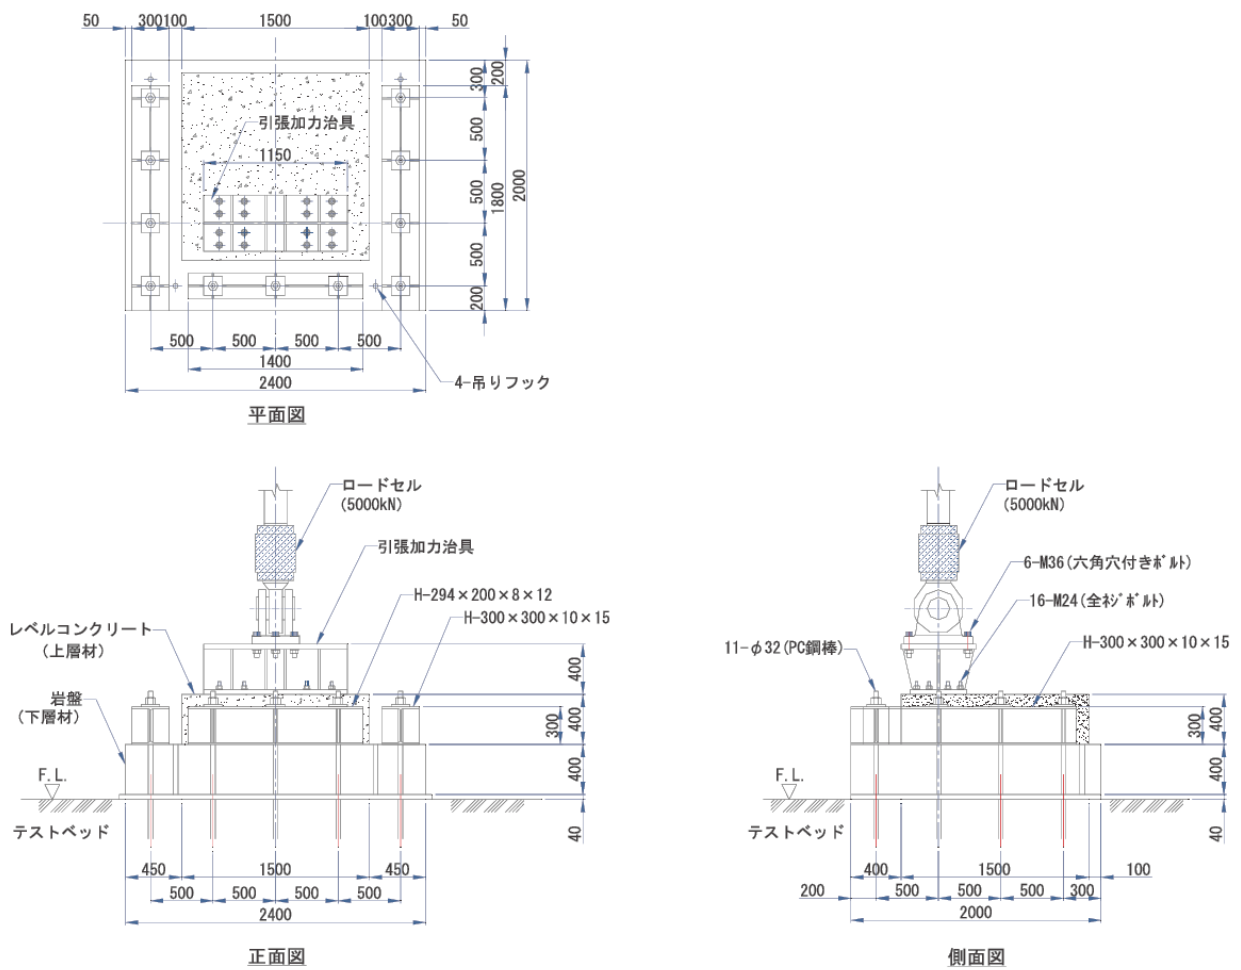 50
300
100
1500
100
300
50
300
200
500
500
1800
2000
500
200
引張加力治具
1150
500
500
500
500
1400
2400
4-吊りフック
平面図
ロードセル
(5000kN)
引張加力治具
H-294×200×8×12
H-300×300×10×15
レベルコンクリート
(上層材)
岩盤
(下層材)
F.L.
テストベッド
400
300
400
400
40
450
1500
450
500
500
500
500
2400
正面図
ロードセル
(5000kN)
6-M36(六角穴付きボルト)
16-M24(全ネジボルト)
11-φ32(PC鋼棒)
H-300×300×10×15
F.L.
テストベッド
400
300
400
400
40
400
1500
100
200
500
500
500
300
2000
側面図